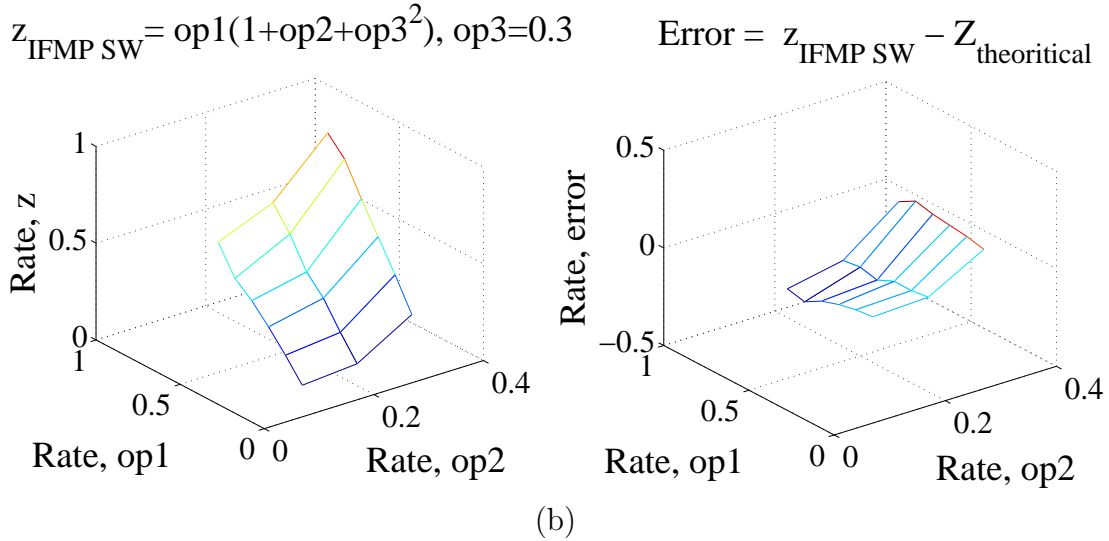 z_IFMP SW = op1(1+op2+op3²), op3=0.3
Error = z_IFMP SW − Z_theoritical
1
0.5
0
Rate, z
1
0.5
0
Rate, op1
0
0.2
0.4
Rate, op2
0.5
0
−0.5
Rate, error
1
0.5
0
Rate, op1
0
0.2
0.4
Rate, op2
(b)